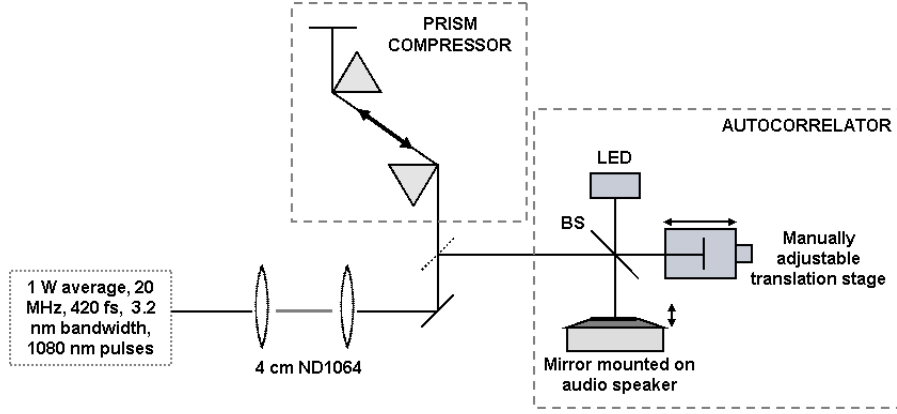 PRISM
COMPRESSOR
AUTOCORRELATOR
LED
BS
Manually
adjustable
translation stage
1 W average, 20
MHz, 420 fs, 3.2
nm bandwidth,
1080 nm pulses
4 cm ND1064
Mirror mounted on
audio speaker